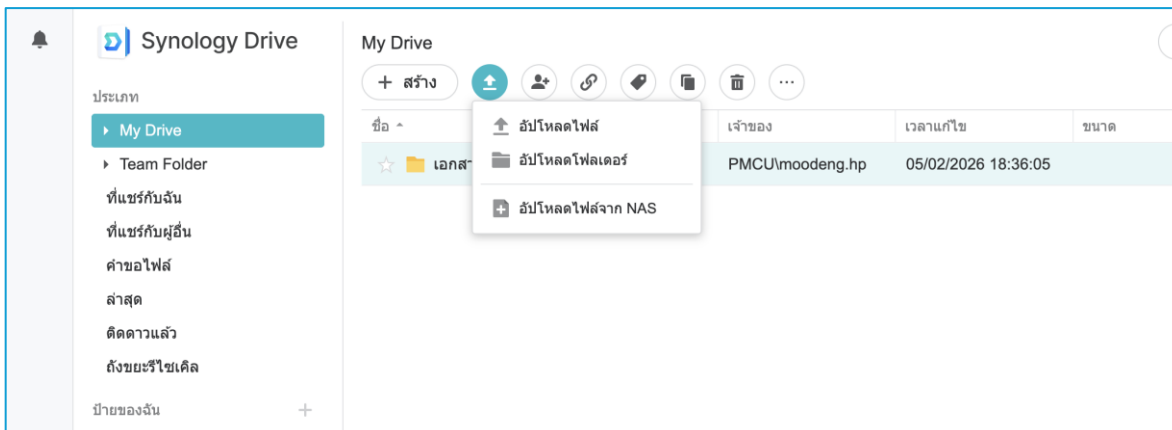 Synology Drive
ประเภท
My Drive
Team Folder
ที่แชร์กับฉัน
ที่แชร์กับผู้อื่น
คำขอไฟล์
ล่าสุด
ติดดาวแล้ว
ถังขยะรีไซเคิล
ป้ายของฉัน
My Drive
+ สร้าง
ชื่อ
เจ้าของ
เวลาแก้ไข
ขนาด
PMCU\moodeng.hp 05/02/2026 18:36:05
อัปโหลดไฟล์
อัปโหลดโฟลเดอร์
อัปโหลดไฟล์จาก NAS